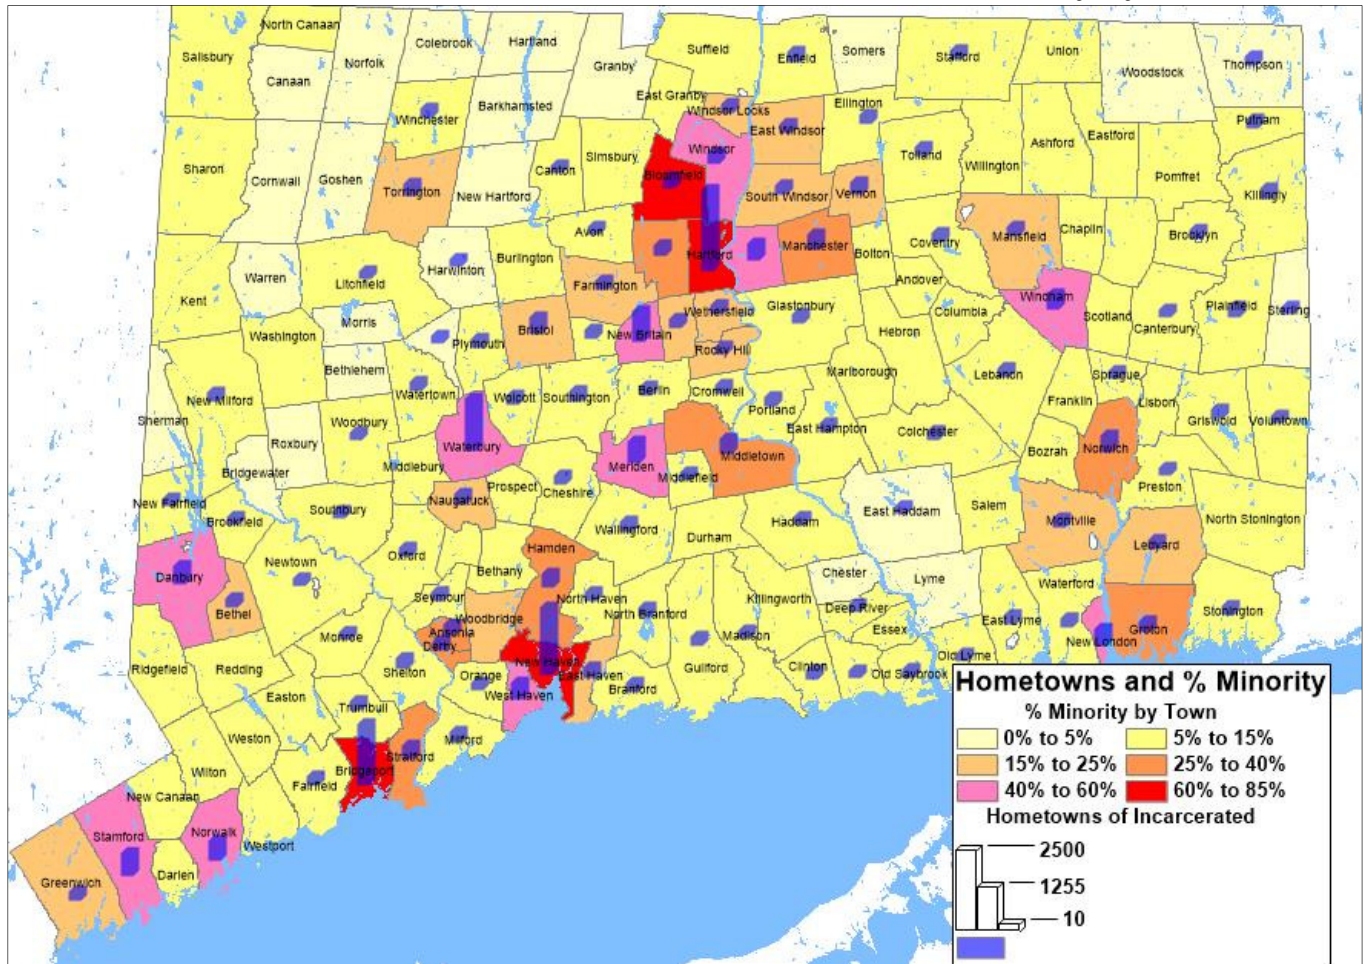 North Canaan
Colebrook
Hartland
Suffield
Enfield
Somers
Stafford
Union
Salisbury
Norfolk
Granby
Woodstock
Thompson
Canaan
East Granby
Barkhamsted
Windsor Locks
Ellington
Winchester
East Windsor
Putnam
Ashford
Eastford
Windsor
Simsbury
Tolland
Willington
Sharon
Canton
Bloomfield
Pomfret
Cornwall
Goshen
Torrington
New Hartford
South Windsor
Vernon
Killingly
Avon
Mansfield
Chaplin
Brooklyn
Coventry
Manchester
Hartford
Bolton
Burlington
Harwinton
Warren
Litchfield
Farmington
Andover
Kent
Windham
Morris
Wethersfield
Glastonbury
Columbia
Scotland
Plainfield
Sterling
Canterbury
Washington
Plymouth
Bristol
New Britain
Hebron
Rocky Hill
Bethlehem
Marlborough
Lebanon
Sprague
New Milford
Watertown
Wolcott
Southington
Berlin
Cromwell
Franklin
Lisbon
Portland
Sherman
Woodbury
East Hampton
Colchester
Griswold
Voluntown
Roxbury
Waterbury
Middletown
Bozrah
Norwich
Bridgewater
Middlebury
Meriden
Middlefield
Prospect
Cheshire
Preston
New Fairfield
Naugatuck
Southbury
Brookfield
Wallingford
Haddam
East Haddam
Salem
Montville
North Stonington
Durham
Ledyard
Newtown
Oxford
Hamden
Danbury
Bethany
Chester
Lyme
Waterford
Bethel
Seymour
North Haven
Killingworth
Deep River
Stonington
Woodbridge
North Branford
East Lyme
Monroe
Ansonia
Madison
Essex
New London
Groton
Derby
Ridgefield
Redding
Shelton
Orange
New Haven
East Haven
Guilford
Clinton
Old Saybrook
Old Lyme
Easton
West Haven
Branford
Trumbull
Weston
Milford
Stratford
Wilton
Bridgeport
Fairfield
New Canaan
Stamford
Norwalk
Westport
Darien
Greenwich
Hometowns and % Minority
% Minority by Town
0% to 5% 5% to 15%
15% to 25% 25% to 40%
40% to 60% 60% to 85%
Hometowns of Incarcerated
2500
1255
10